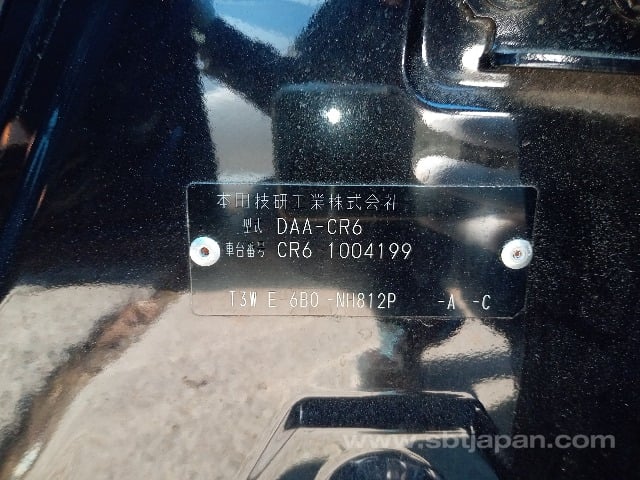 本田技研工業株式会社
型式 DAA-CR6
車台番号 CR6 1004199
T3W E 6B0 -NH812P -A -C
www.sbtjapan.com